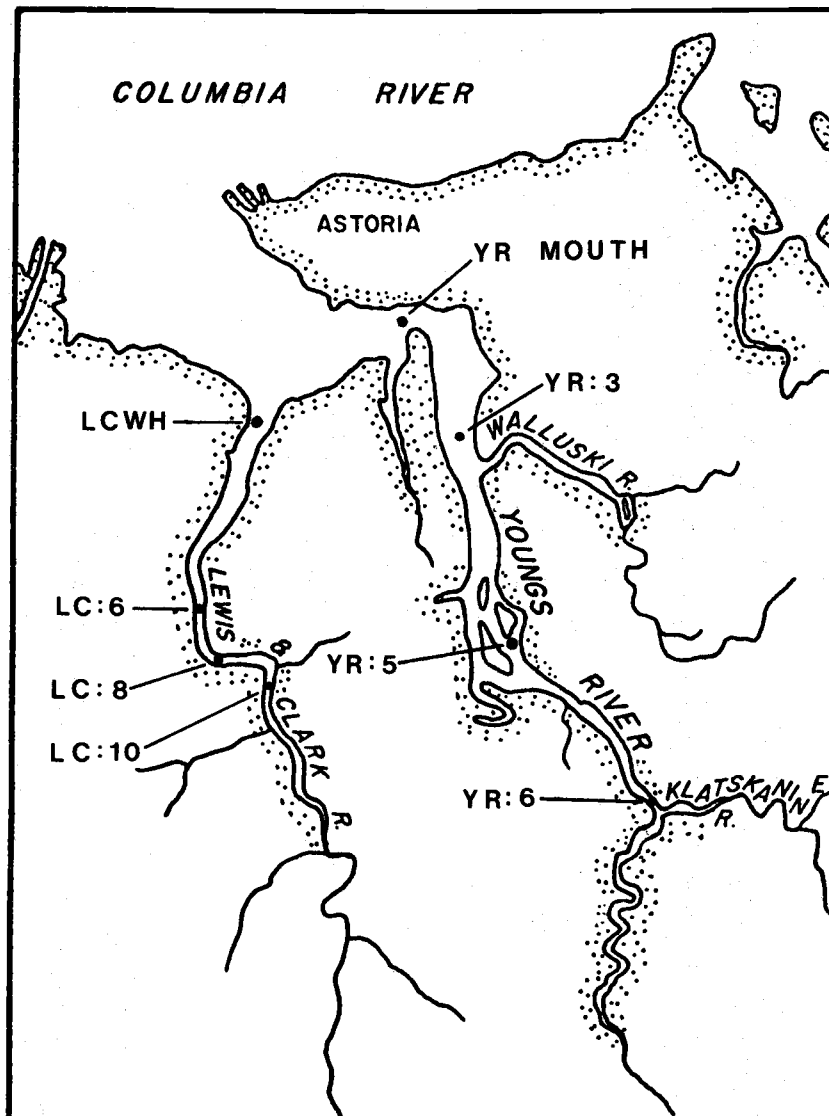 COLUMBIA RIVER
ASTORIA
YR MOUTH
YR:3
LCWH
WALLUSKI R.
YOUNGS
RIVER
LEWIS
&
CLARK
R.
LC:6
LC:8
YR:5
LC:10
YR:6
KLATSKANINE
R.